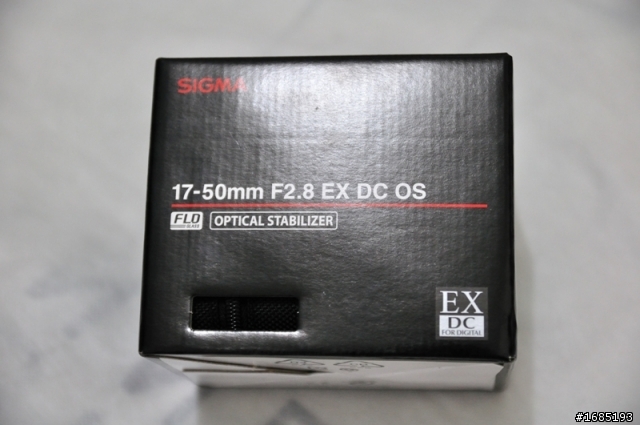 SIGMA
17-50mm F2.8 EX DC OS
FLD
OPTICAL STABILIZER
EX
DC
FOR DIGITAL
#1685193